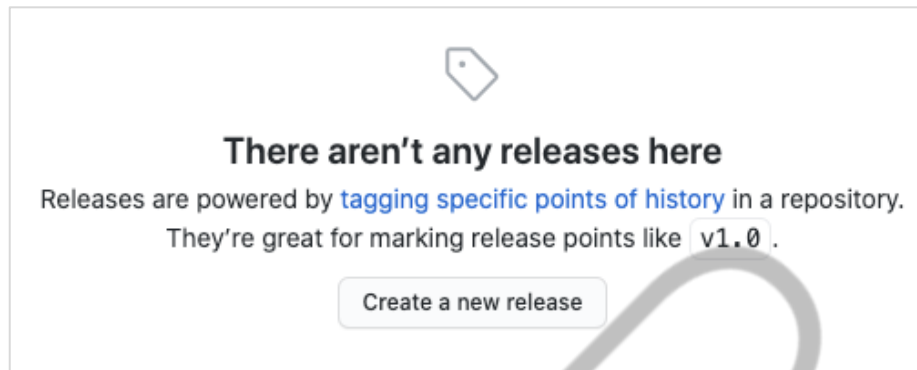 There aren't any releases here
Releases are powered by tagging specific points of history in a repository.
They're great for marking release points like v1.0.
Create a new release